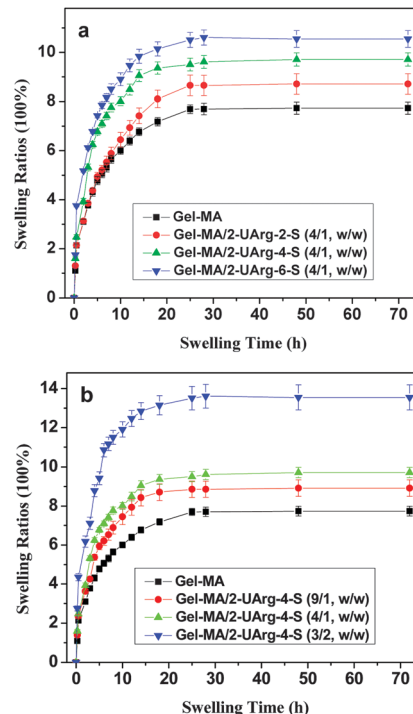 a
Swelling Ratios (100%)
10
8
6
4
2
0
Gel-MA
Gel-MA/2-UArg-2-S (4/1, w/w)
Gel-MA/2-UArg-4-S (4/1, w/w)
Gel-MA/2-UArg-6-S (4/1, w/w)
0 10 20 30 40 50 60 70
Swelling Time (h)
b
Swelling Ratios (100%)
14
12
10
8
6
4
2
0
Gel-MA
Gel-MA/2-UArg-4-S (9/1, w/w)
Gel-MA/2-UArg-4-S (4/1, w/w)
Gel-MA/2-UArg-4-S (3/2, w/w)
0 10 20 30 40 50 60 70
Swelling Time (h)